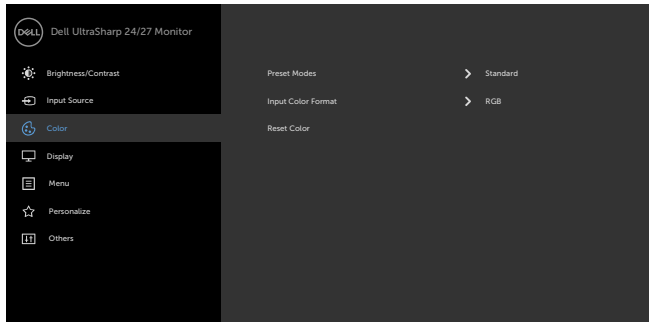 DELL Dell UltraSharp 24/27 Monitor
Brightness/Contrast Preset Modes Standard
Input Source Input Color Format RGB
Color Reset Color
Display
Menu
Personalize
Others